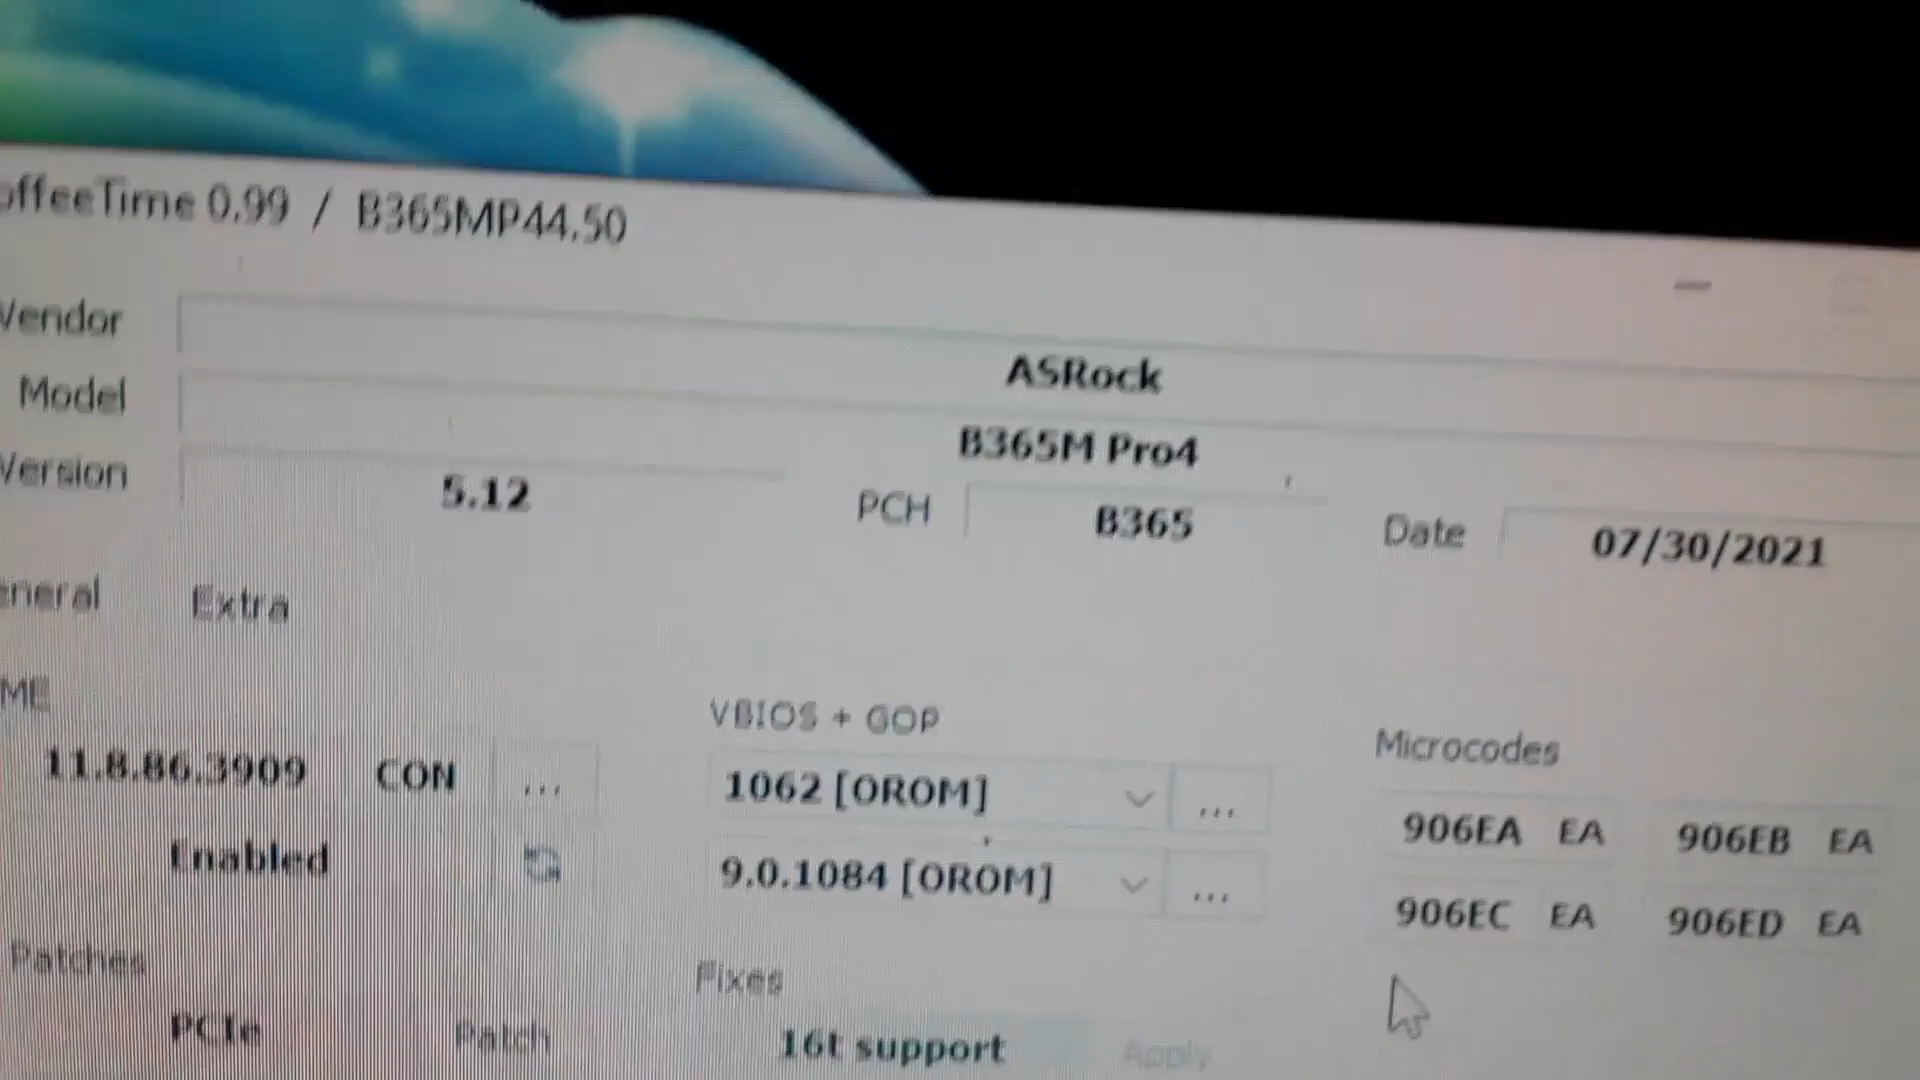 offeeTime 0.99 / B365MP44.50
Vendor ASRock
Model B365M Pro4
Version 5.12 PCH B365 Date 07/30/2021
eneral Extra
ME VBIOS + GOP Microcodes
11.8.86.3909 CON ... 1062 [OROM] ... 906EA EA 906EB EA
Enabled 9.0.1084 [OROM] ... 906EC EA 906ED EA
Patches Fixes
PCIe Patch 16t support Apply